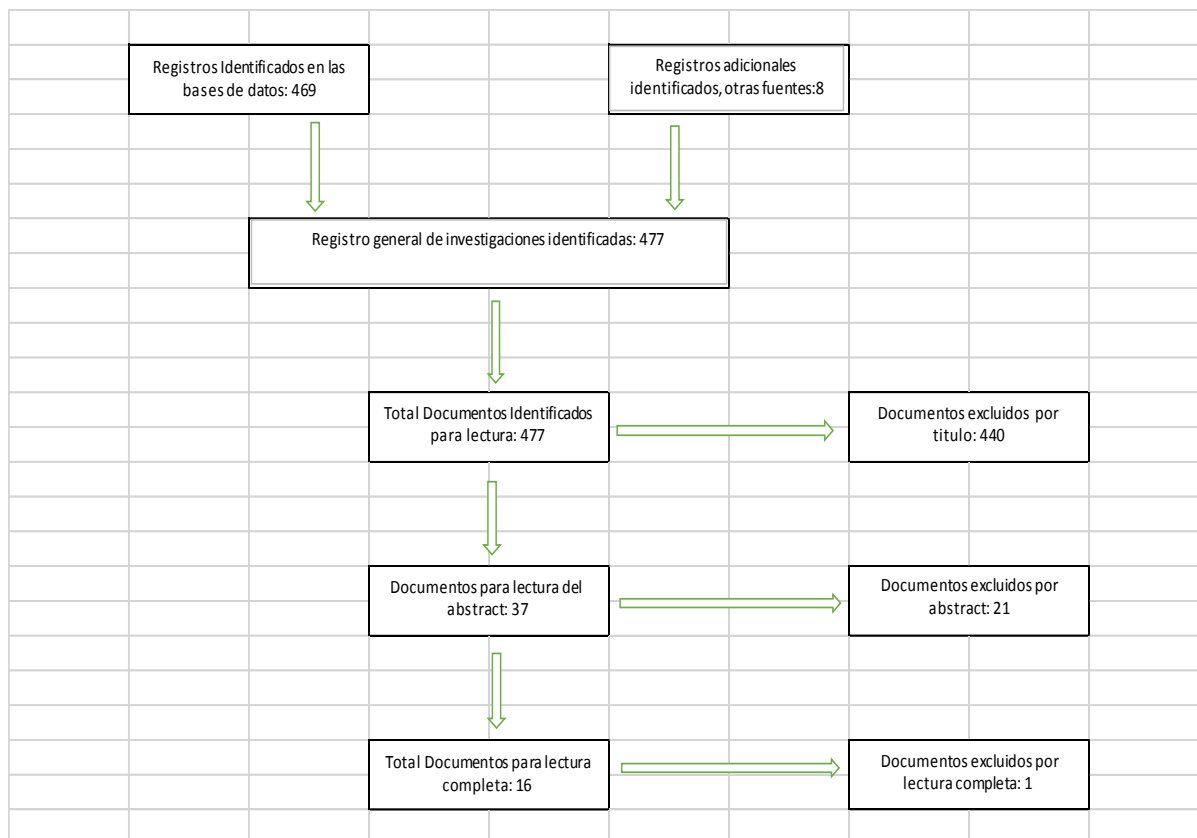 Registros Identificados en las
bases de datos: 469
Registros adicionales
identificados, otras fuentes:8
Registro general de investigaciones identificadas: 477
Total Documentos Identificados
para lectura: 477
Documentos excluidos por
titulo: 440
Documentos para lectura del
abstract: 37
Documentos excluidos por
abstract: 21
Total Documentos para lectura
completa: 16
Documentos excluidos por
lectura completa: 1